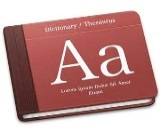 Dictionary / Thesaurus
Aa
Lorem Ipsum Dolor Sit Amet